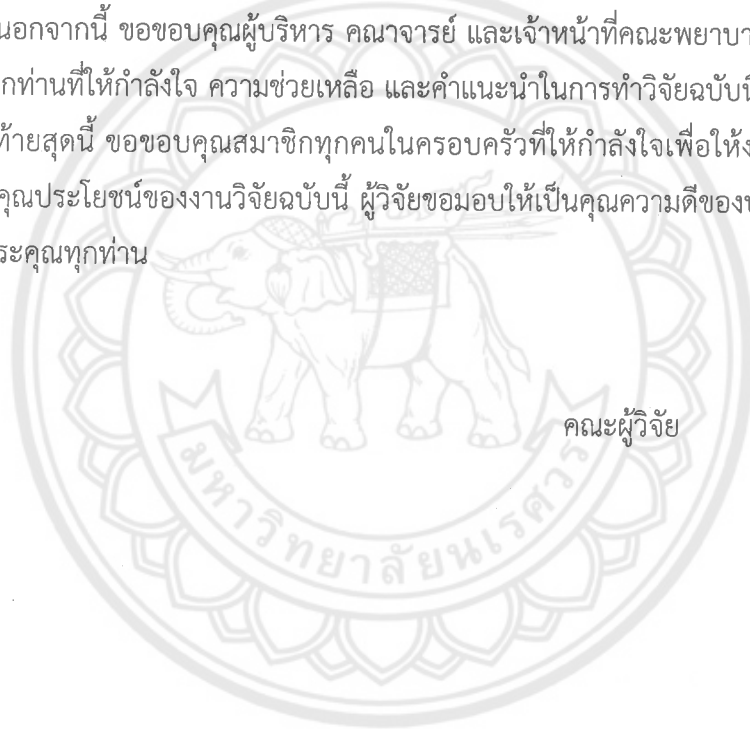 นอกจากนี้ ขอขอบคุณผู้บริหาร คณาจารย์ และเจ้าหน้าที่คณะพยาบา
กท่านที่ให้กำลังใจ ความช่วยเหลือ และคำแนะนำในการทำวิจัยฉบับนี
ท้ายสุดนี้ ขอขอบคุณสมาชิกทุกคนในครอบครัวที่ให้กำลังใจเพื่อให้ง
คุณประโยชน์ของงานวิจัยฉบับนี้ ผู้วิจัยขอมอบให้เป็นคุณความดีของ
ระคุณทุกท่าน
คณะผู้วิจัย
มหาวิทยาลัยนเรศวร